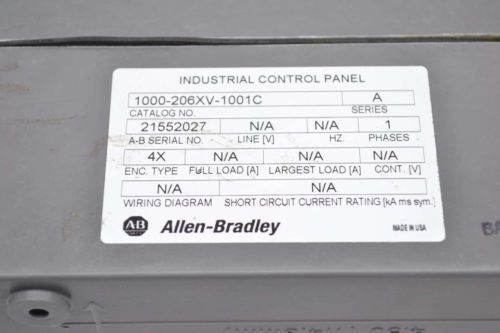 INDUSTRIAL CONTROL PANEL
1000-206XV-1001C A
CATALOG NO. SERIES
21552027 N/A N/A 1
A-B SERIAL NO. LINE [V] HZ. PHASES
4X N/A N/A N/A
ENC. TYPE FULL LOAD [A] LARGEST LOAD [A] CONT. [V]
N/A N/A
WIRING DIAGRAM SHORT CIRCUIT CURRENT RATING [kA rms sym.]
AB Allen-Bradley MADE IN USA